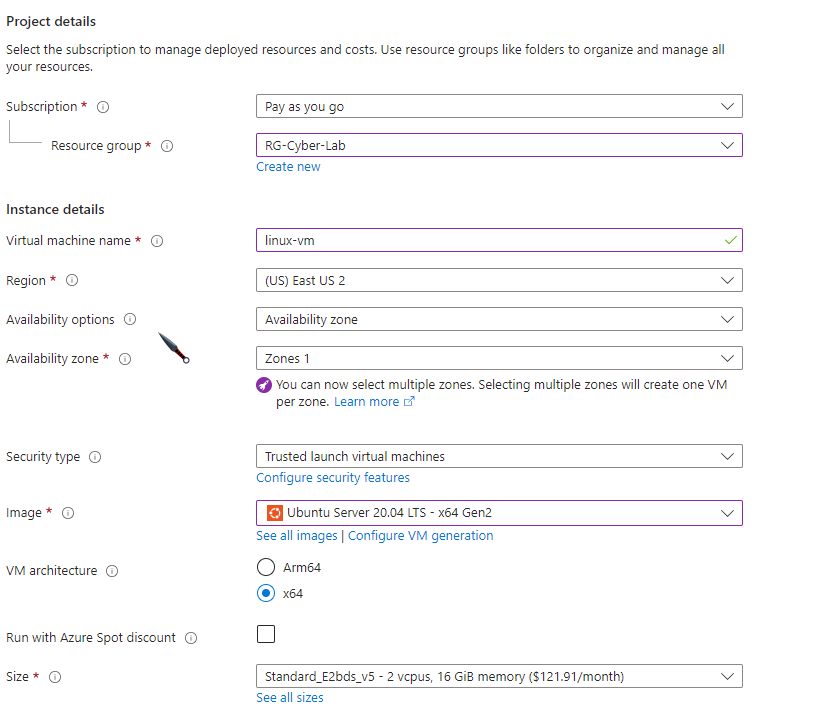 Project details
Select the subscription to manage deployed resources and costs. Use resource groups like folders to organize and manage all
your resources.
Subscription *
Pay as you go
Resource group *
RG-Cyber-Lab
Create new
Instance details
Virtual machine name *
linux-vm
Region *
(US) East US 2
Availability options
Availability zone
Availability zone *
Zones 1
You can now select multiple zones. Selecting multiple zones will create one VM
per zone. Learn more
Security type
Trusted launch virtual machines
Configure security features
Image *
Ubuntu Server 20.04 LTS - x64 Gen2
See all images | Configure VM generation
VM architecture
Arm64
x64
Run with Azure Spot discount
Size *
Standard_E2bds_v5 - 2 vcpus, 16 GiB memory ($121.91/month)
See all sizes